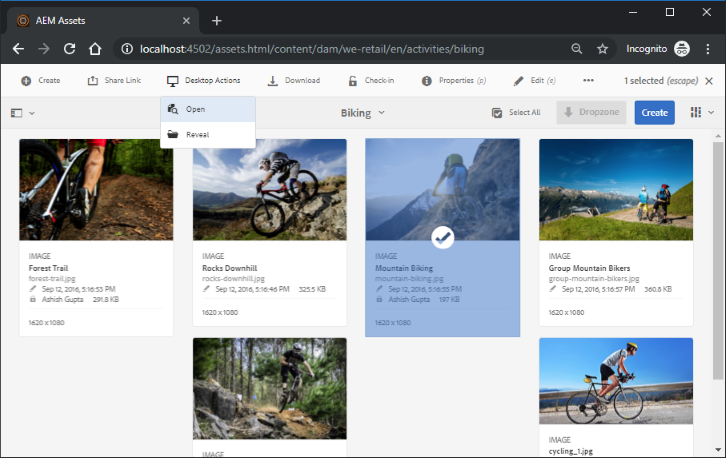 AEM Assets
localhost:4502/assets.html/content/dam/we-retail/en/activities/biking
Incognito
Create
Share Link
Desktop Actions
Download
Check-in
Properties (p)
Edit (e)
1 selected (escape)
Open
Reveal
Biking
Select All
Dropzone
Create
IMAGE
Forest Trail
forest-trail.jpg
Sep 12, 2016, 5:16:53 PM
Ashish Gupta 291.8 KB
1620 x 1080
IMAGE
Rocks Downhill
rocks-downhill.jpg
Sep 12, 2016, 5:16:46 PM 325.5 KB
1620 x 1080
IMAGE
Mountain Biking
mountain-biking.jpg
Sep 12, 2016, 5:16:55 PM
Ashish Gupta 197 KB
1620 x 1080
IMAGE
Group Mountain Bikers
group-mountain-bikers.jpg
Sep 12, 2016, 5:16:57 PM 360.8 KB
1620 x 1080
IMAGE
IMAGE
cycling_1.jpg